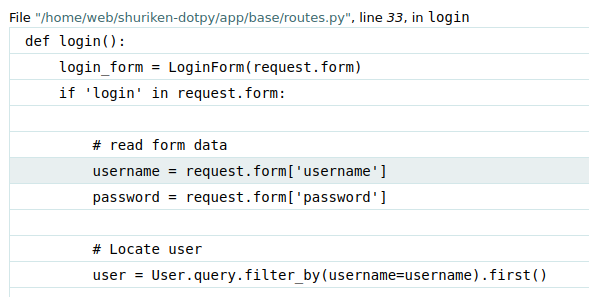 File "/home/web/shuriken-dotpy/app/base/routes.py", line 33, in login
def login():
    login_form = LoginForm(request.form)
    if 'login' in request.form:
        # read form data
        username = request.form['username']
        password = request.form['password']
        # Locate user
        user = User.query.filter_by(username=username).first()